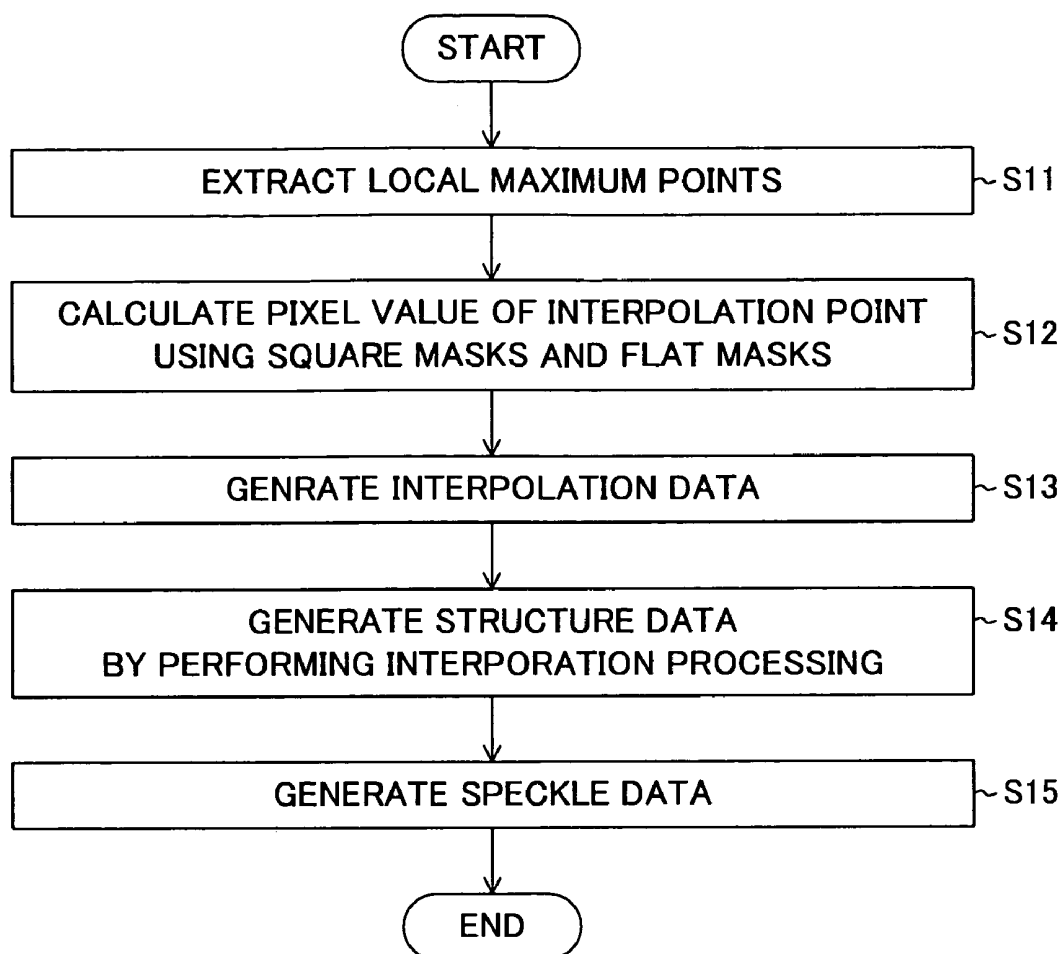 START
EXTRACT LOCAL MAXIMUM POINTS
~S11
CALCULATE PIXEL VALUE OF INTERPOLATION POINT
USING SQUARE MASKS AND FLAT MASKS
~S12
GENRATE INTERPOLATION DATA
~S13
GENERATE STRUCTURE DATA
BY PERFORMING INTERPORATION PROCESSING
~S14
GENERATE SPECKLE DATA
~S15
END